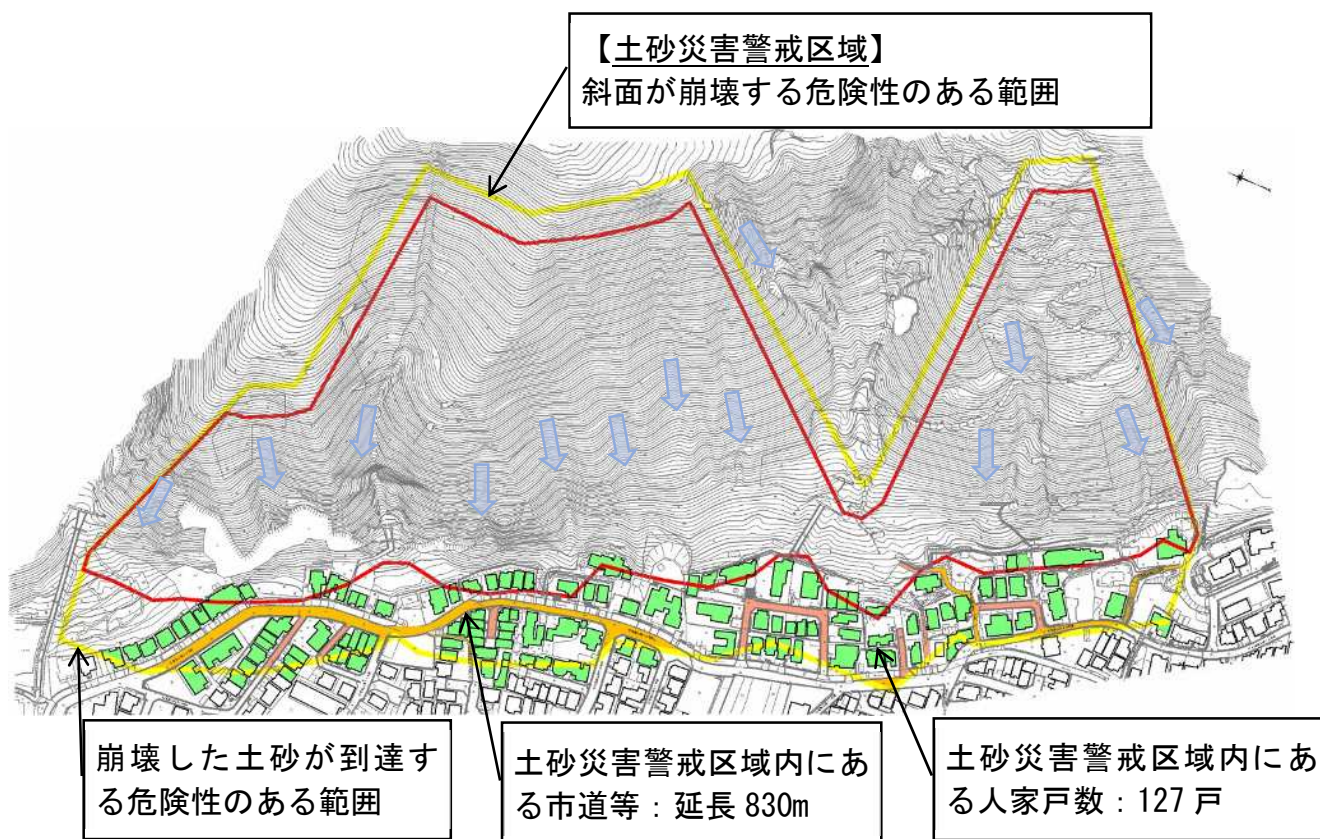 【土砂災害警戒区域】
斜面が崩壊する危険性のある範囲
崩壊した土砂が到達す
る危険性のある範囲
土砂災害警戒区域内にあ
る市道等：延長 830m
土砂災害警戒区域内にあ
る人家戸数：127 戸